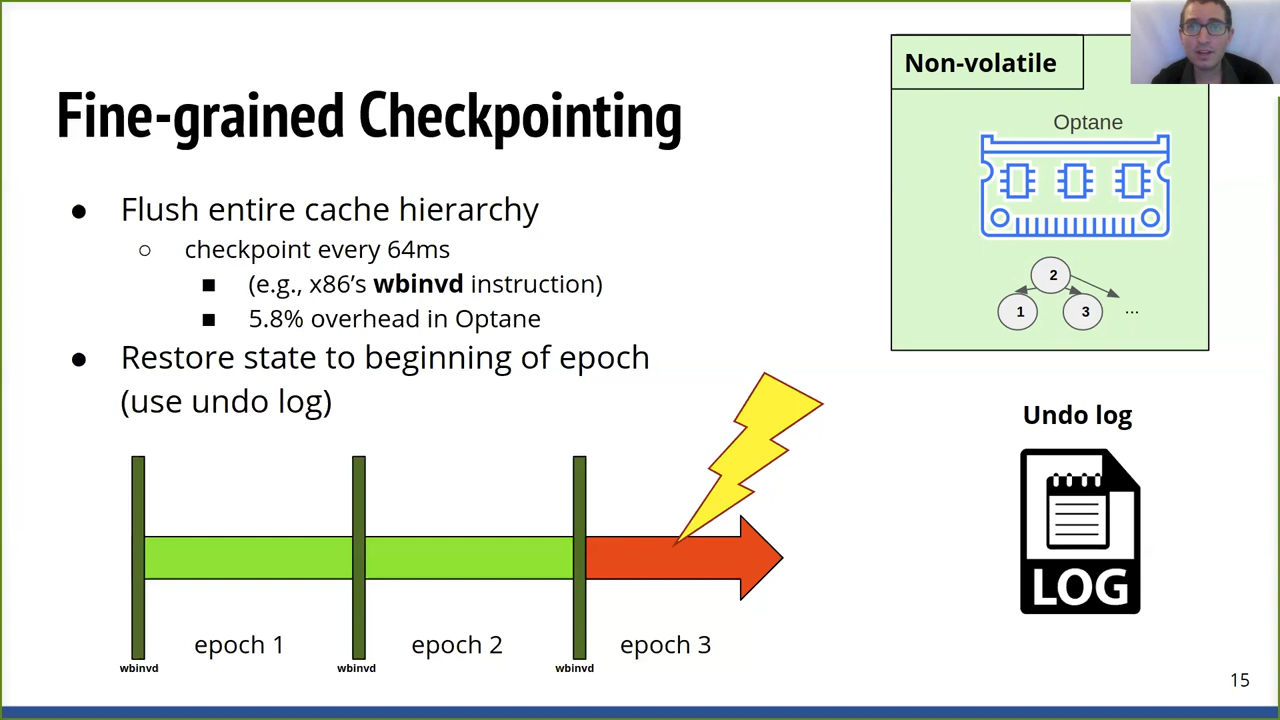 Fine-grained Checkpointing
● Flush entire cache hierarchy
○ checkpoint every 64ms
■ (e.g., x86’s wbinvd instruction)
■ 5.8% overhead in Optane
● Restore state to beginning of epoch
(use undo log)
Non-volatile
Optane
2
1 3 ...
Undo log
LOG
epoch 1 epoch 2 epoch 3
wbinvd wbinvd wbinvd
15